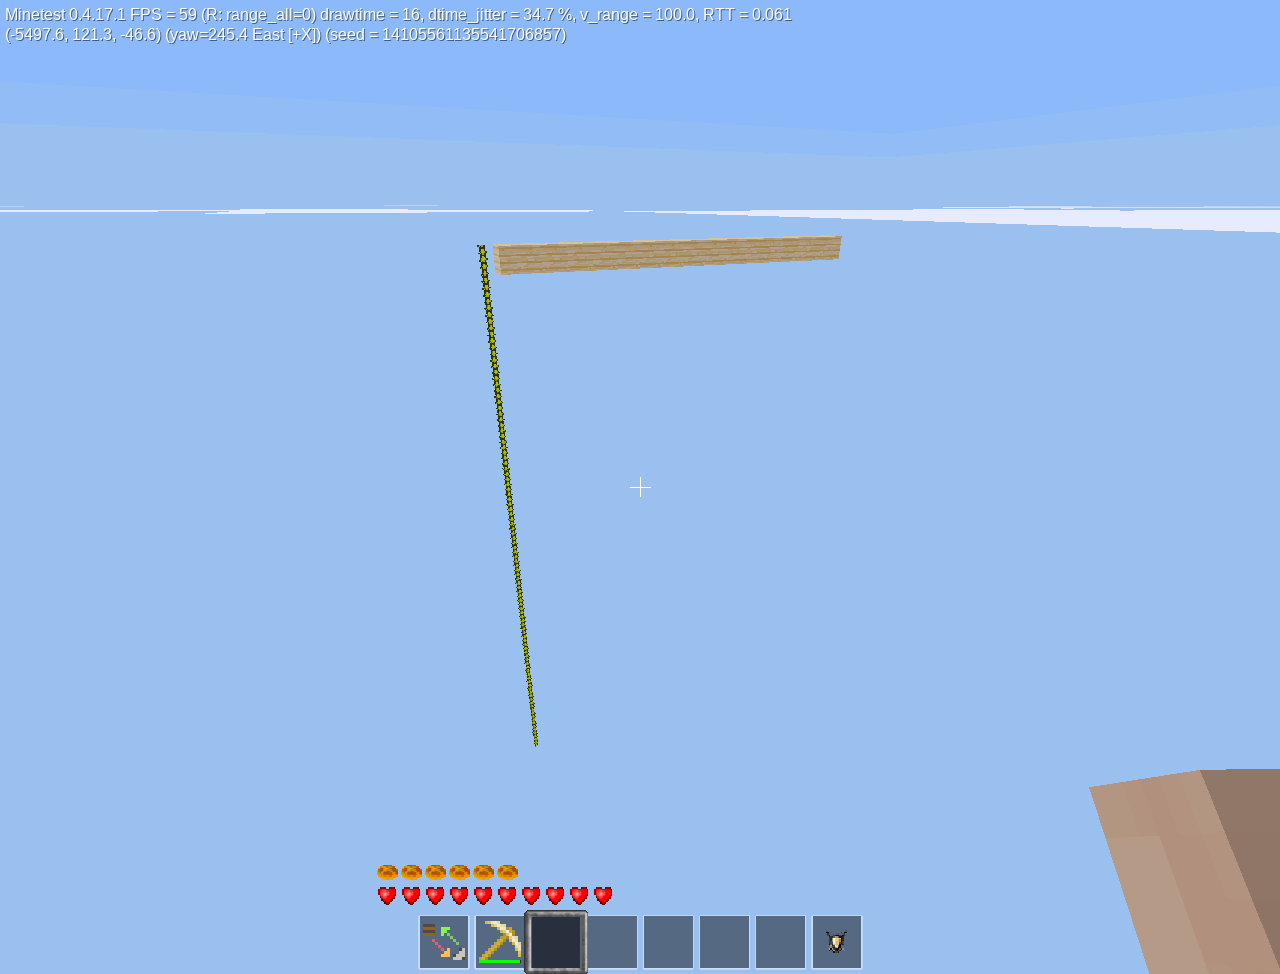 Minetest 0.4.17.1 FPS = 59 (R: range_all=0) drawtime = 16, dtime_jitter = 34.7 %, v_range = 100.0, RTT = 0.061
(-5497.6, 121.3, -46.6) (yaw=245.4 East [+X]) (seed = 14105561135541706857)